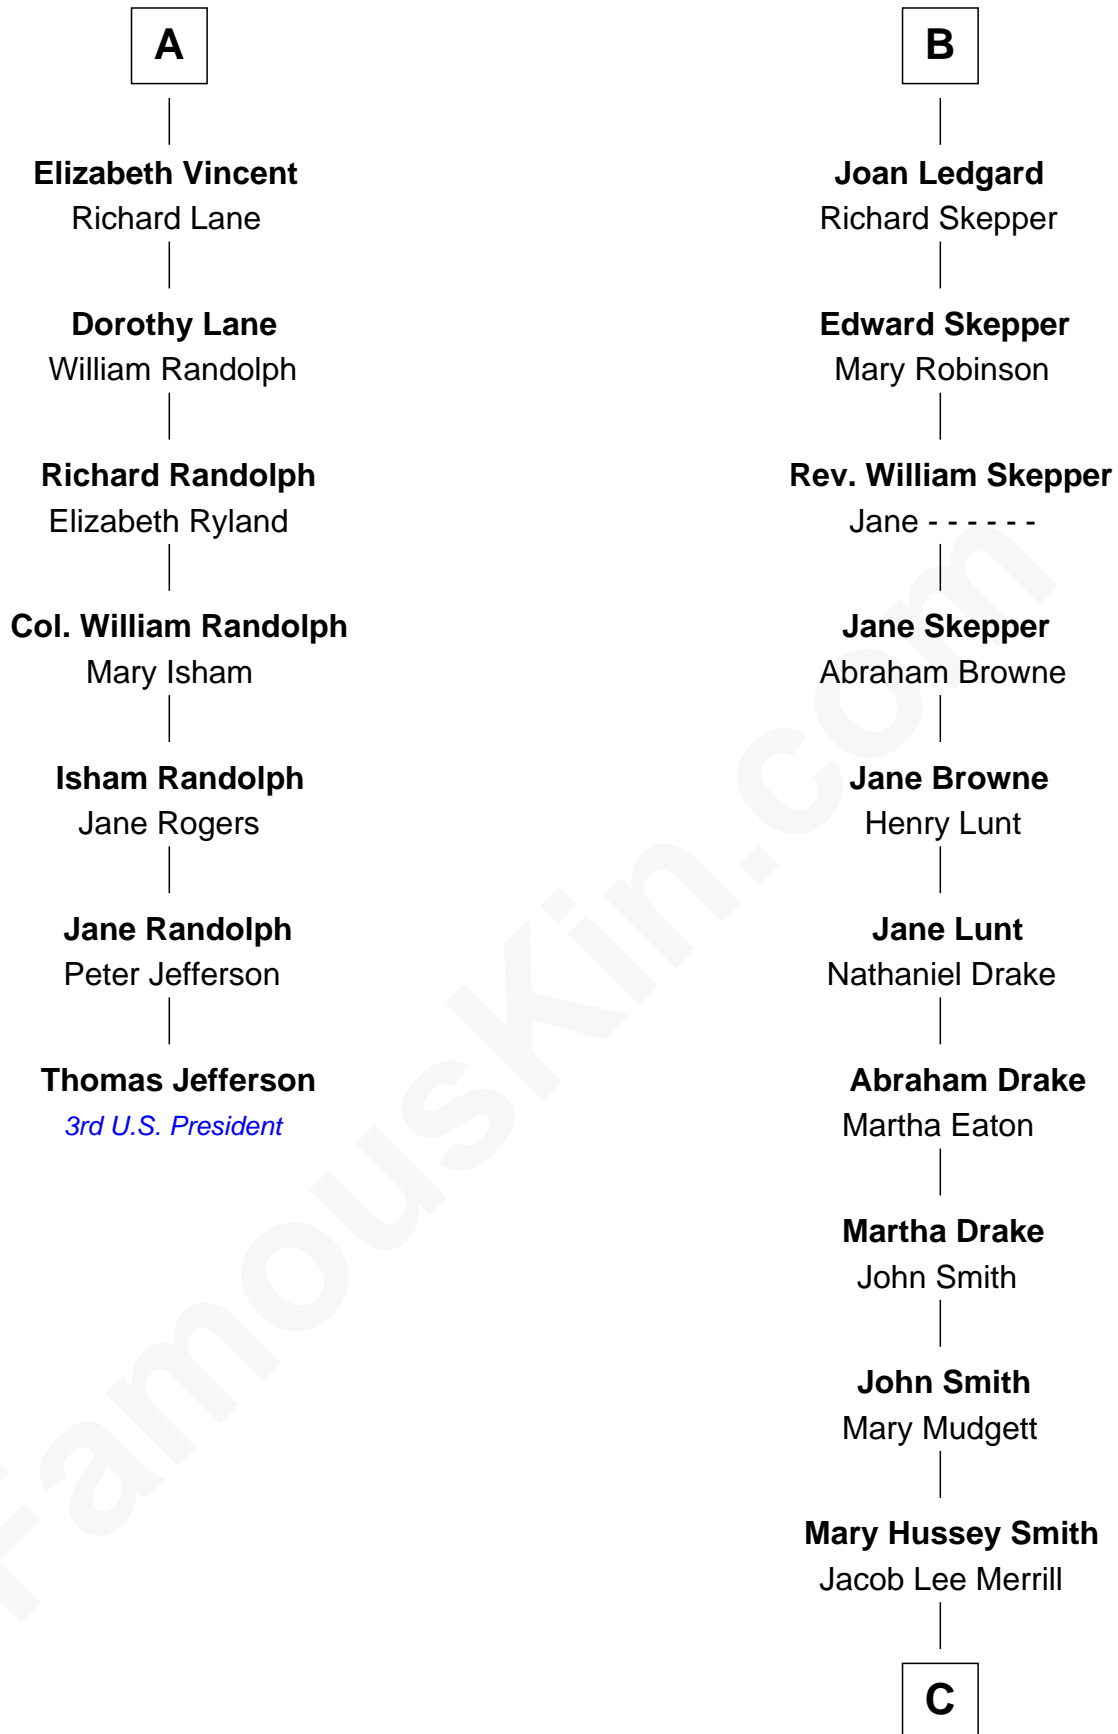 A
Elizabeth Vincent
Richard Lane
Dorothy Lane
William Randolph
Richard Randolph
Elizabeth Ryland
Col. William Randolph
Mary Isham
Isham Randolph
Jane Rogers
Jane Randolph
Peter Jefferson
Thomas Jefferson
3rd U.S. President
B
Joan Ledgard
Richard Skepper
Edward Skepper
Mary Robinson
Rev. William Skepper
Jane - - - - - -
Jane Skepper
Abraham Browne
Jane Browne
Henry Lunt
Jane Lunt
Nathaniel Drake
Abraham Drake
Martha Eaton
Martha Drake
John Smith
John Smith
Mary Mudgett
Mary Hussey Smith
Jacob Lee Merrill
C
FamousKin.com